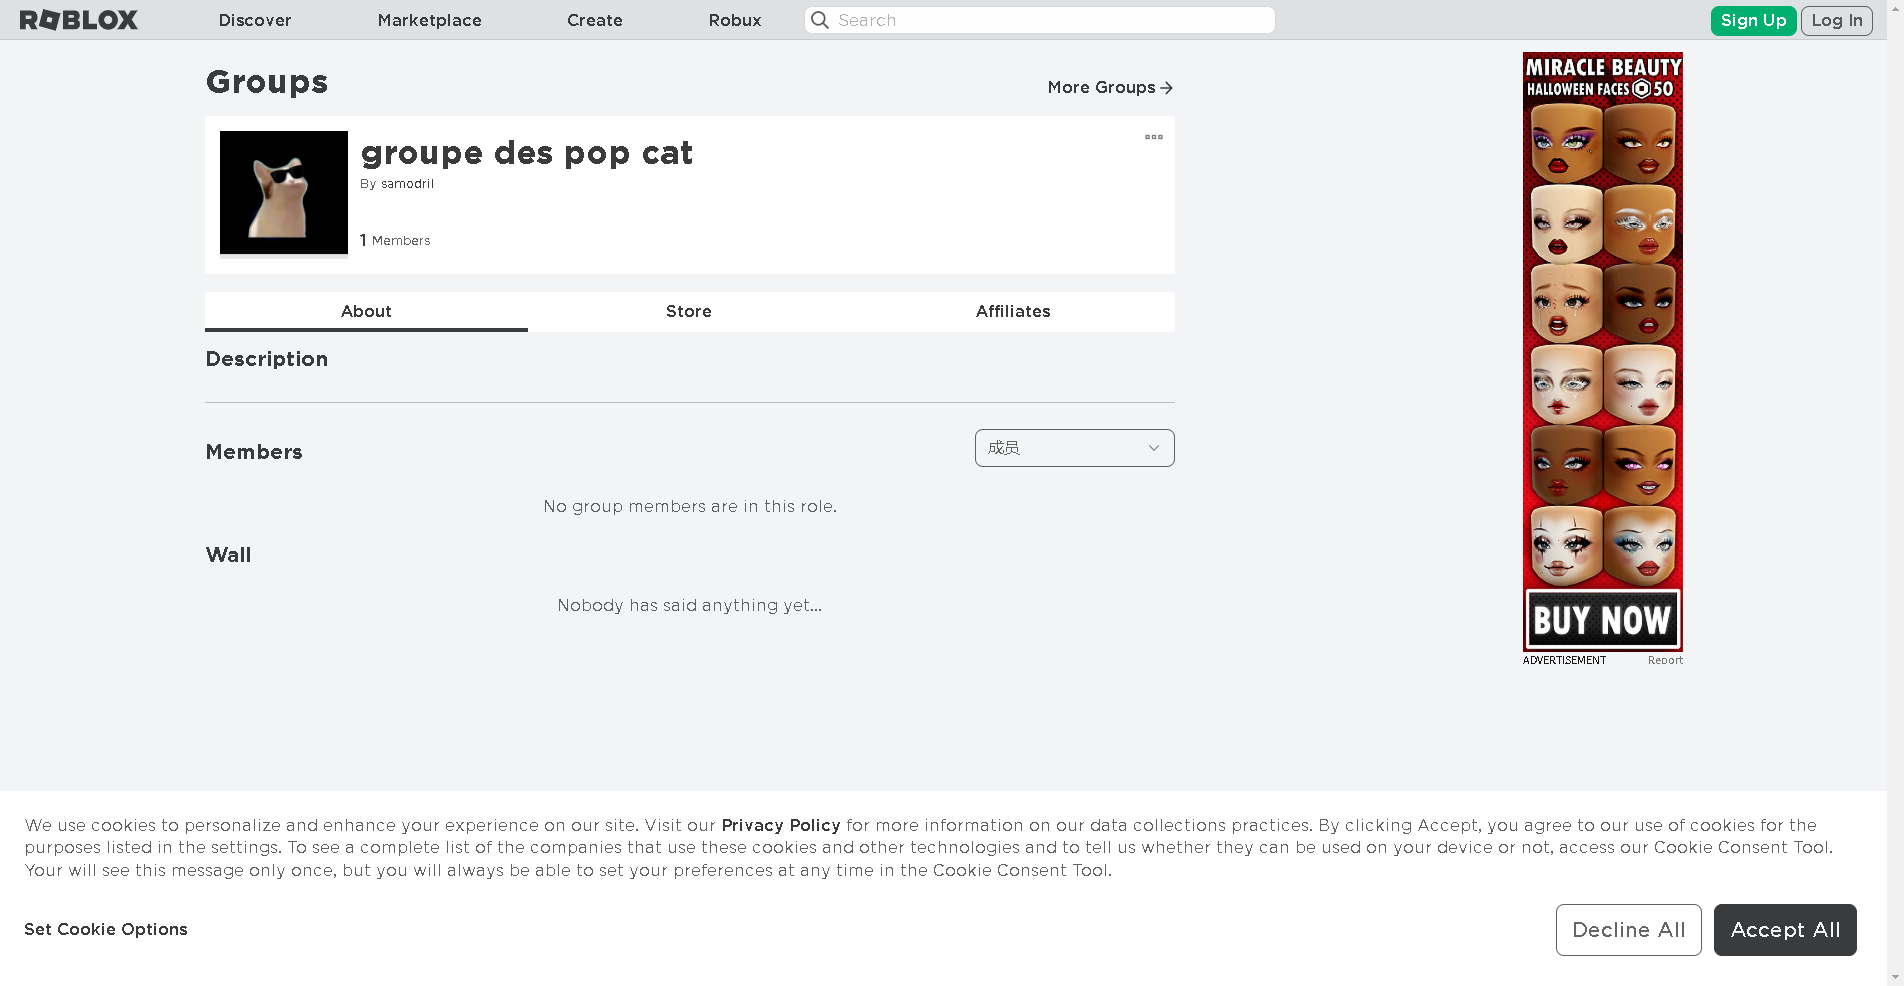 ROBLOX
Discover
Marketplace
Create
Robux
Search
Sign Up
Log In
Groups
More Groups
groupe des pop cat
By samodril
1 Members
About
Store
Affiliates
Description
Members
成员
No group members are in this role.
Wall
Nobody has said anything yet...
MIRACLE BEAUTY
HALLOWEEN FACES 50
BUY NOW
ADVERTISEMENT
Report
We use cookies to personalize and enhance your experience on our site. Visit our Privacy Policy for more information on our data collections practices. By clicking Accept, you agree to our use of cookies for the
purposes listed in the settings. To see a complete list of the companies that use these cookies and other technologies and to tell us whether they can be used on your device or not, access our Cookie Consent Tool.
Your will see this message only once, but you will always be able to set your preferences at any time in the Cookie Consent Tool.
Set Cookie Options
Decline All
Accept All